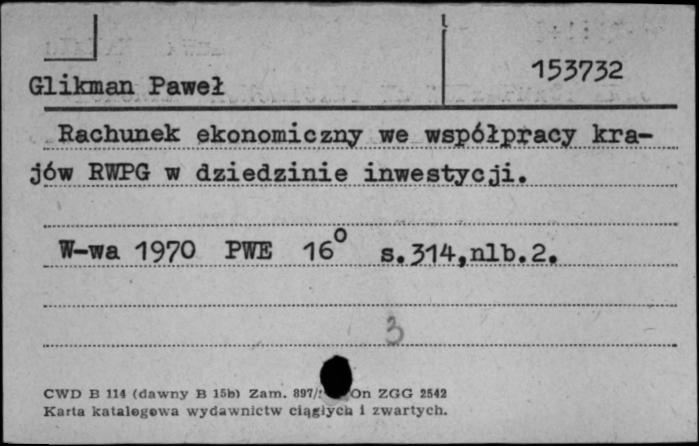 Glikman Paweł
153732
Rachunek ekonomiczny we współpracy kra-
jów RWPG w dziedzinie inwestycji.
W-wa 1970 PWE 16° s.314,nlb.2.
3
CWD B 114 (dawny B 15b) Zam. 897/ On ZGG 2542
Karta katalogowa wydawnictw ciągłych i zwartych.